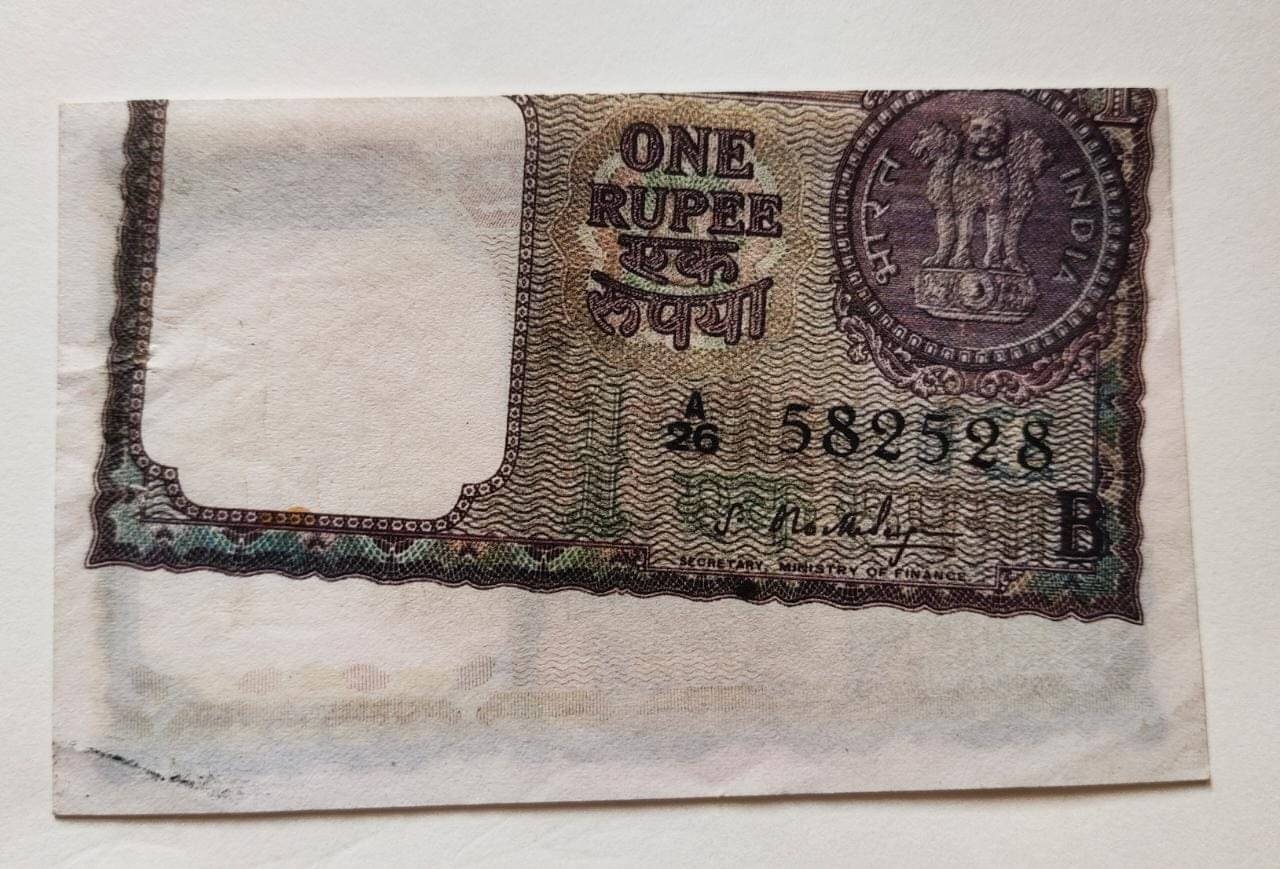 ONE
RUPEE
एक
रूपया
भारत
INDIA
A
26
582528
B
SECRETARY, MINISTRY OF FINANCE